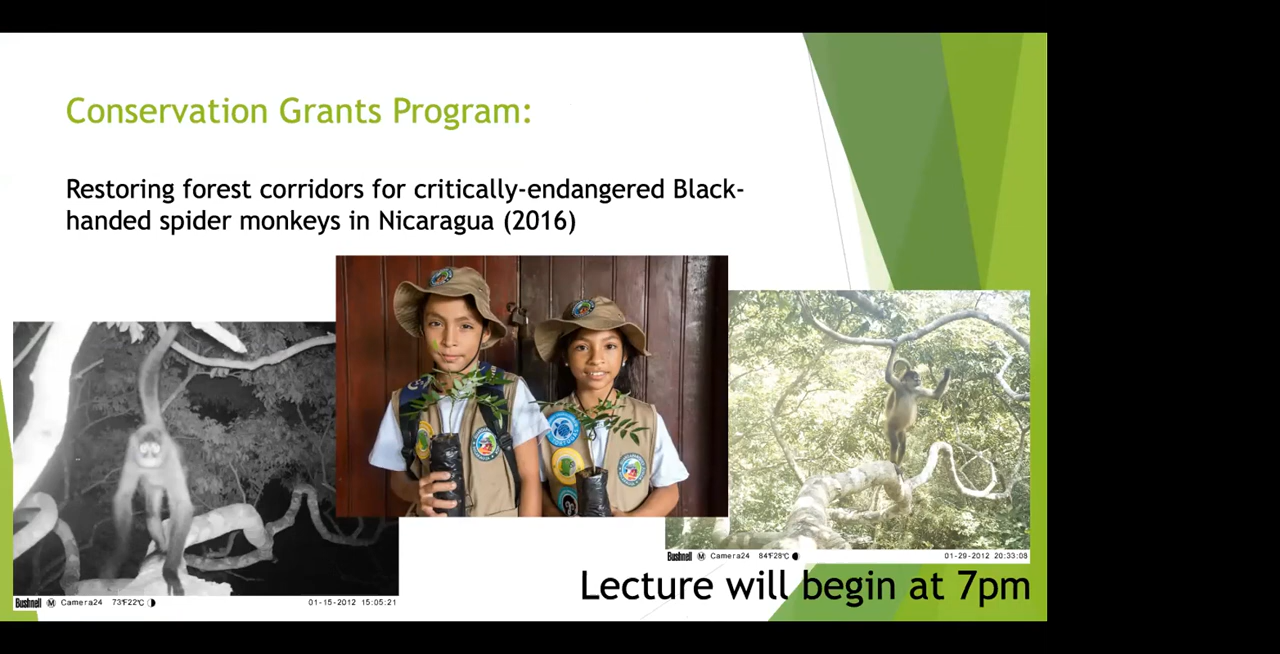 Conservation Grants Program:
Restoring forest corridors for critically-endangered Black-
handed spider monkeys in Nicaragua (2016)
Bushnell M Camera24 84°F28°C 01-29-2012 20:33:08
Lecture will begin at 7pm
Bushnell M Camera24 73°F22°C 01-15-2012 15:05:21